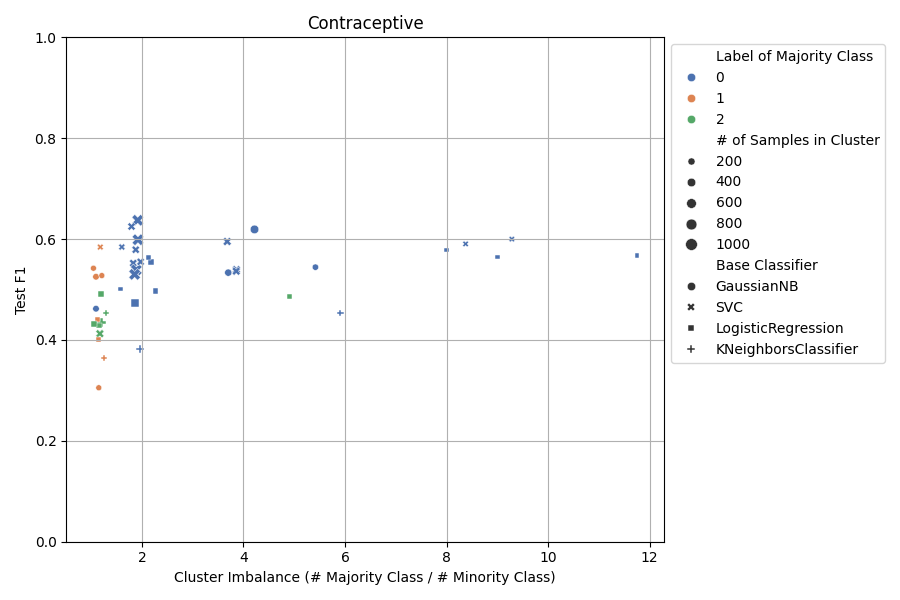 Contraceptive
1.0
0.8
0.6
0.4
0.2
0.0
Test F1
2
4
6
8
10
12
Cluster Imbalance (# Majority Class / # Minority Class)
Label of Majority Class
0
1
2
# of Samples in Cluster
200
400
600
800
1000
Base Classifier
GaussianNB
SVC
LogisticRegression
KNeighborsClassifier